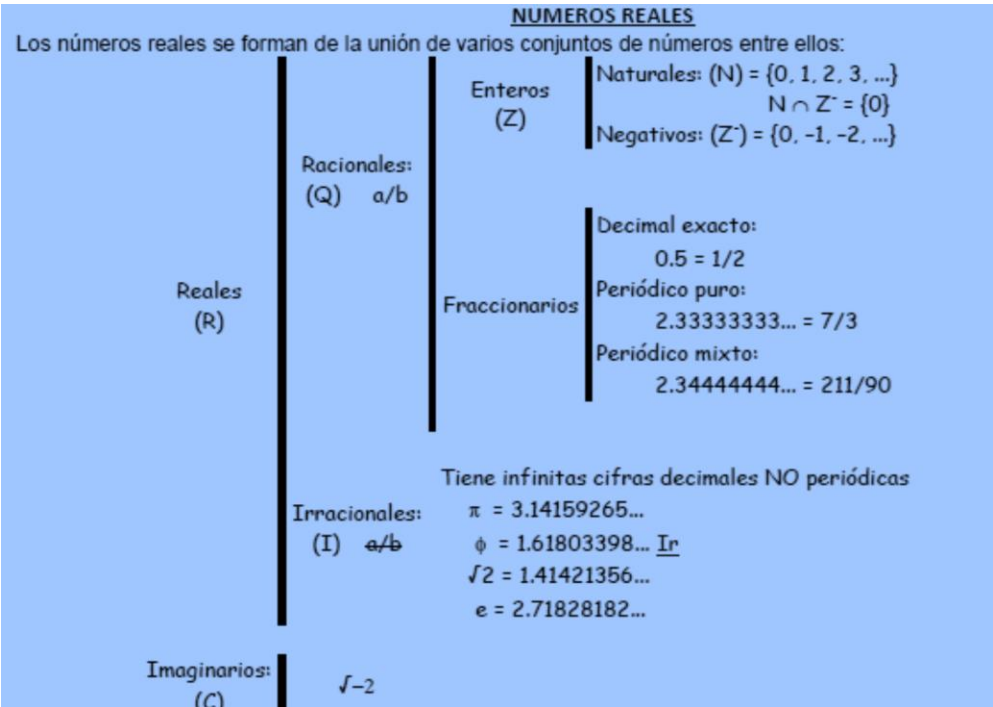 NUMEROS REALES
Los números reales se forman de la unión de varios conjuntos de números entre ellos:
Reales
(R)
Racionales:
(Q) a/b
Enteros
(Z)
Naturales: (N) = {0, 1, 2, 3, ...}
N ∩ Z⁻ = {0}
Negativos: (Z⁻) = {0, -1, -2, ...}
Fraccionarios
Decimal exacto:
0.5 = 1/2
Periódico puro:
2.33333333... = 7/3
Periódico mixto:
2.34444444... = 211/90
Irracionales:
(I) a/b
Tiene infinitas cifras decimales NO periódicas
π = 3.14159265...
ϕ = 1.61803398... Ir
√2 = 1.41421356...
e = 2.71828182...
Imaginarios:
(C)
√-2